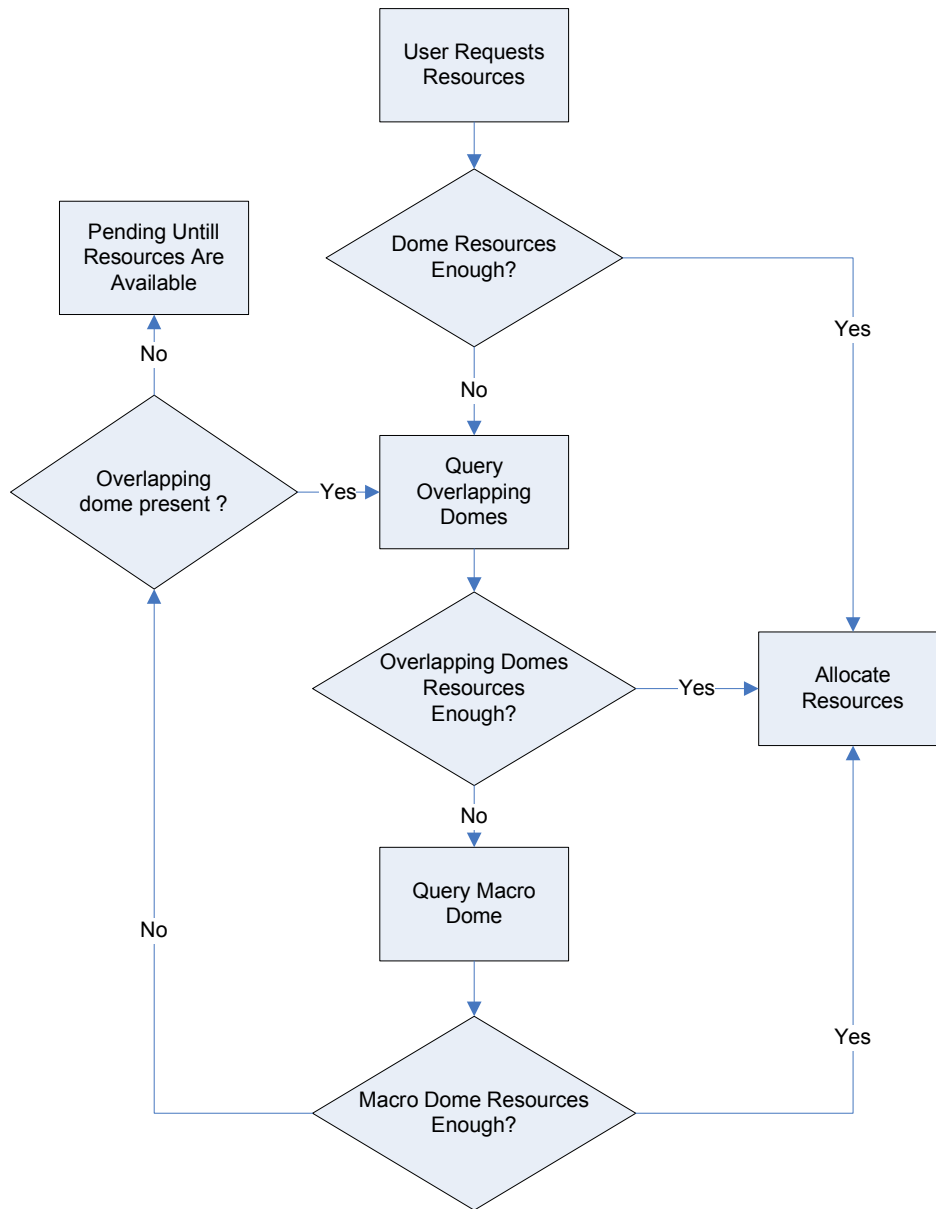 User Requests
Resources
Dome Resources
Enough?
Pending Untill
Resources Are
Available
Yes
No
No
Overlapping
dome present ?
Yes
Query
Overlapping
Domes
Overlapping Domes
Resources
Enough?
Yes
Allocate
Resources
No
Query Macro
Dome
No
Yes
Macro Dome Resources
Enough?